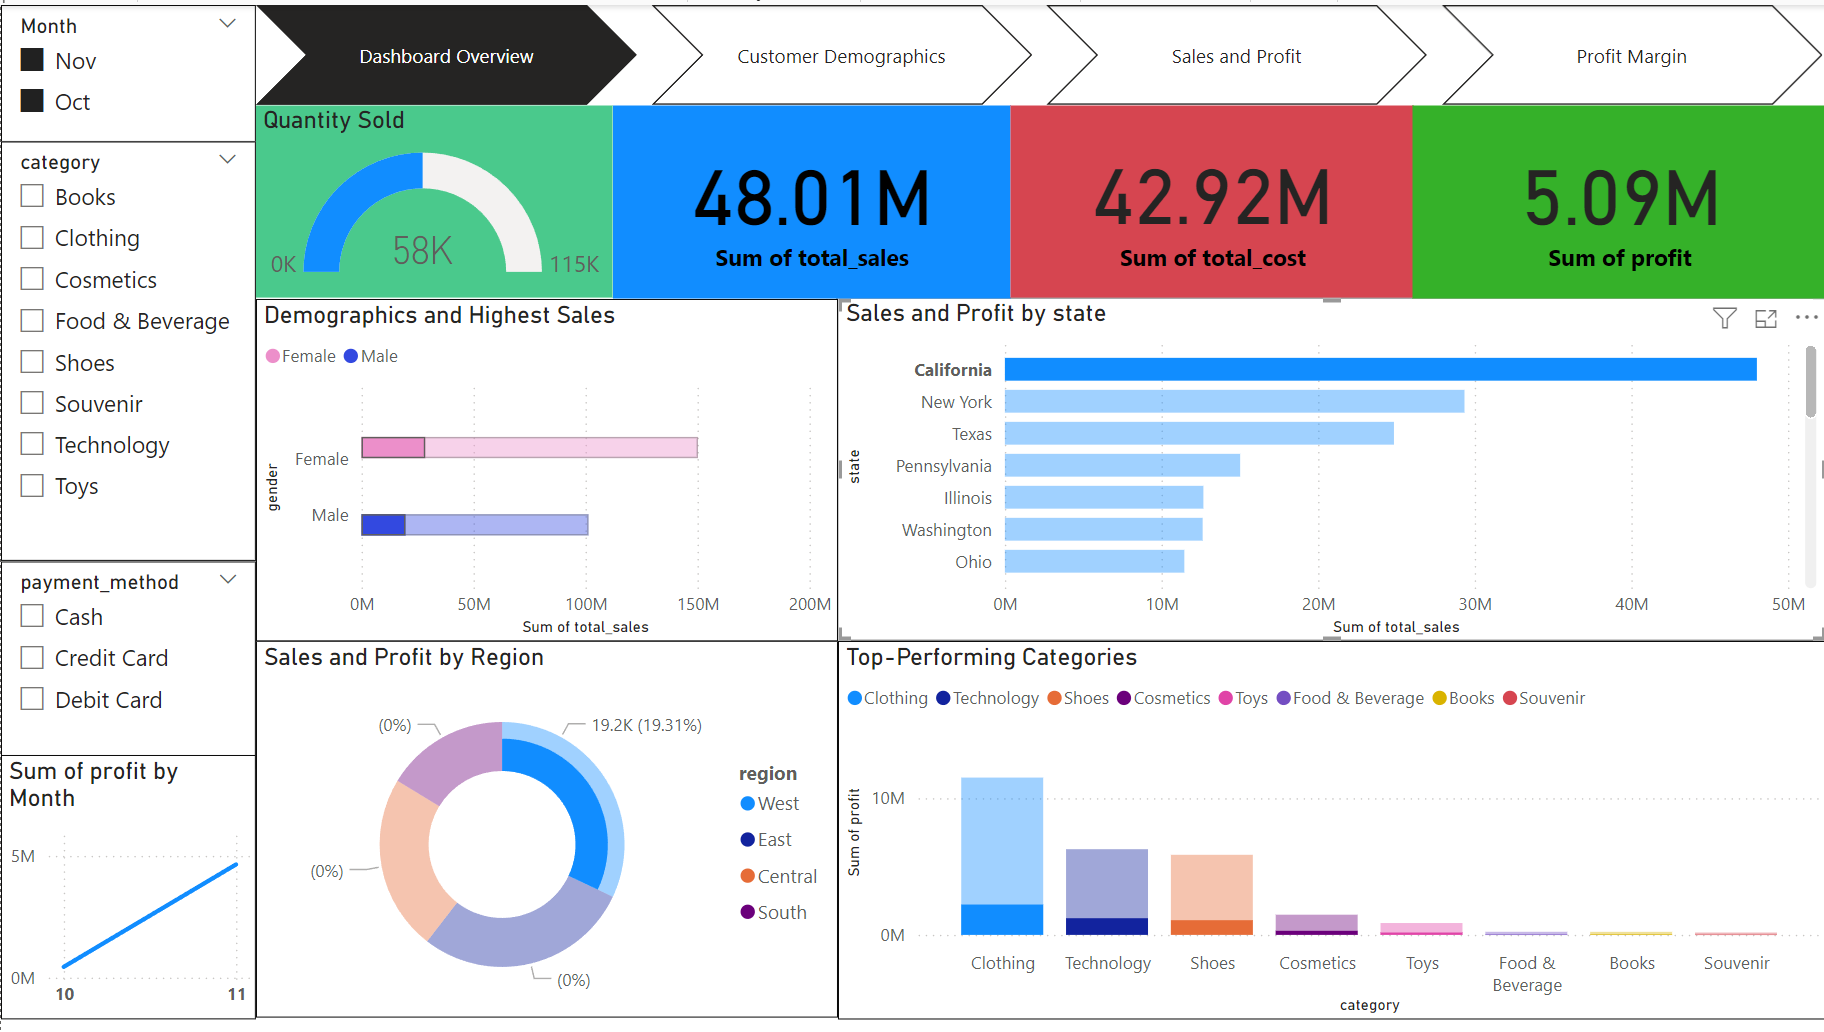 Month
Nov
Oct
category
Books
Clothing
Cosmetics
Food & Beverage
Shoes
Souvenir
Technology
Toys
payment_method
Cash
Credit Card
Debit Card
Sum of profit by
Month
5M
0M
10 11
Dashboard Overview
Customer Demographics
Sales and Profit
Profit Margin
Quantity Sold
0K
58K
115K
48.01M
Sum of total_sales
42.92M
Sum of total_cost
5.09M
Sum of profit
Demographics and Highest Sales
Female Male
gender
Female
Male
0M 50M 100M 150M 200M
Sum of total_sales
Sales and Profit by state
state
California
New York
Texas
Pennsylvania
Illinois
Washington
Ohio
0M 10M 20M 30M 40M 50M
Sum of total_sales
Sales and Profit by Region
(0%)
19.2K (19.31%)
(0%)
(0%)
region
West
East
Central
South
Top-Performing Categories
Clothing Technology Shoes Cosmetics Toys Food & Beverage Books Souvenir
Sum of profit
10M
0M
Clothing Technology Shoes Cosmetics Toys Food & Books Souvenir
Beverage
category